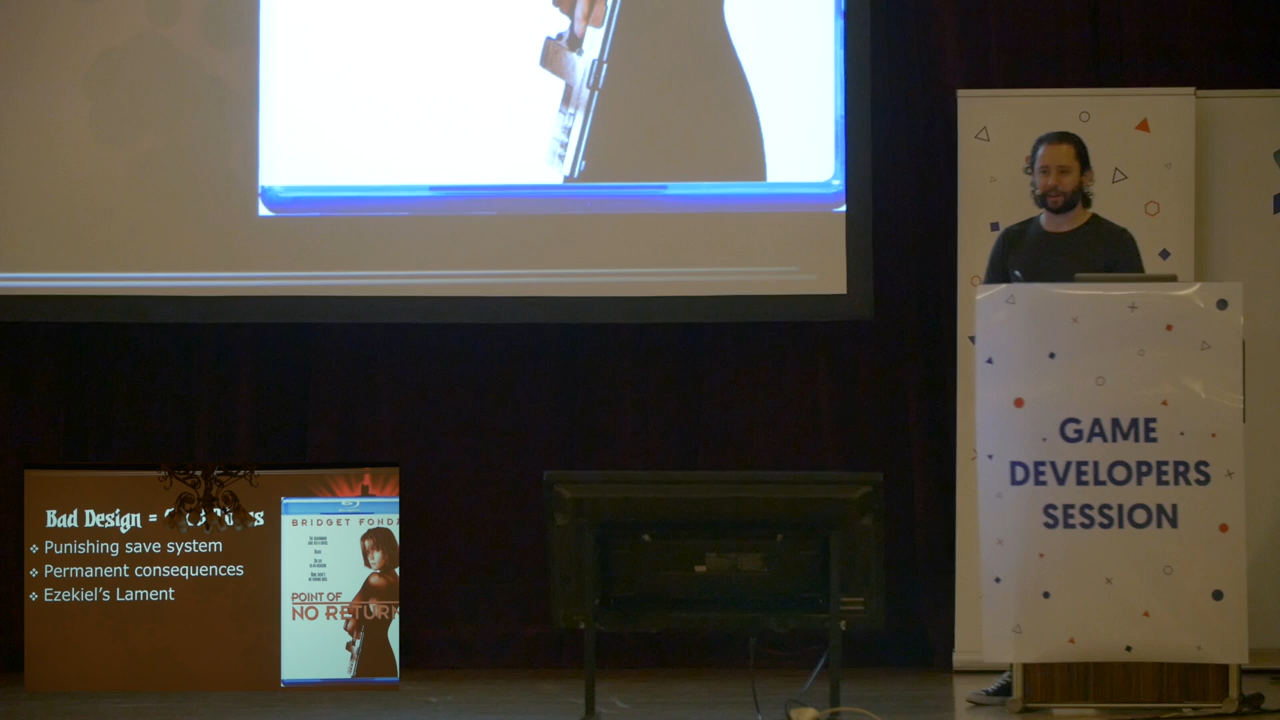 Bad Design =
Punishing save system
Permanent consequences
Ezekiel's Lament
BRIDGET FONDA
POINT OF
NO RETURN
GAME
DEVELOPERS
SESSION